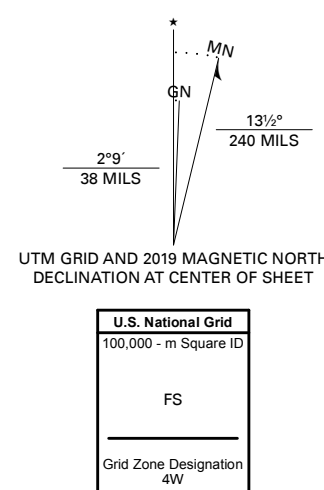 ★
MN
GN
13½°
240 MILS
2°9´
38 MILS
UTM GRID AND 2019 MAGNETIC NORTH
DECLINATION AT CENTER OF SHEET
U.S. National Grid
100,000 - m Square ID
FS
Grid Zone Designation
4W